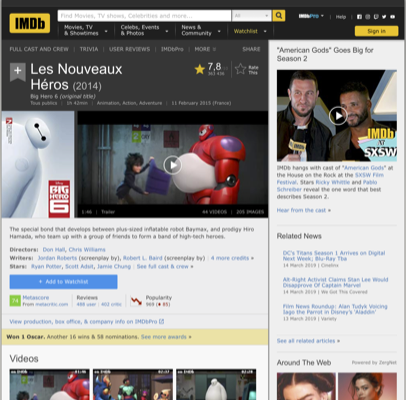 IMDb
Find Movies, TV shows, Celebrities and more...
All
IMDbPro
Help
Movies, TV
& Showtimes
Celebs, Events
& Photos
News &
Community
Watchlist
Sign in
FULL CAST AND CREW | TRIVIA | USER REVIEWS | IMDbPro | MORE
SHARE
Les Nouveaux
Héros (2014)
7,8
Rate
This
Big Hero 6 (original title)
Tous publics | 1h 42min | Animation, Action, Adventure | 11 February 2015 (France)
BIG
HERO
6
1:46 | Trailer
44 VIDEOS | 205 IMAGES
The special bond that develops between plus-sized inflatable robot Baymax, and prodigy Hiro
Hamada, who team up with a group of friends to form a band of high-tech heroes.
Directors: Don Hall, Chris Williams
Writers: Jordan Roberts (screenplay by), Robert L. Baird (screenplay by) | 4 more credits »
Stars: Ryan Potter, Scott Adsit, Jamie Chung | See full cast & crew »
+ Add to Watchlist
74
Metascore
From metacritic.com
Reviews
488 user | 402 critic
Popularity
View production, box office, & company info on IMDbPro
Won 1 Oscar. Another 16 wins & 58 nominations. See more awards »
Videos
"American Gods" Goes Big for
Season 2
IMDb
SXSW
IMDb hangs with cast of "American Gods" at
the House on the Rock at the SXSW Film
Festival. Stars Ricky Whittle and Pablo
Schreiber reveal the one word that best
describes Season 2.
Hear from the cast »
Related News
DC's Titans Season 1 Arrives on Digital
Next Week; Blu-Ray Tba
14 March 2019 | Cinelinx
Alt-Right Activist Claims Stan Lee Would
Disapprove Of Captain Marvel
14 March 2019 | We Got This Covered
Film News Roundup: Alan Tudyk Voicing
Iago the Parrot in Disney's 'Aladdin'
13 March 2019 | Variety
See all related articles »
Around The Web
Powered by ZergNet